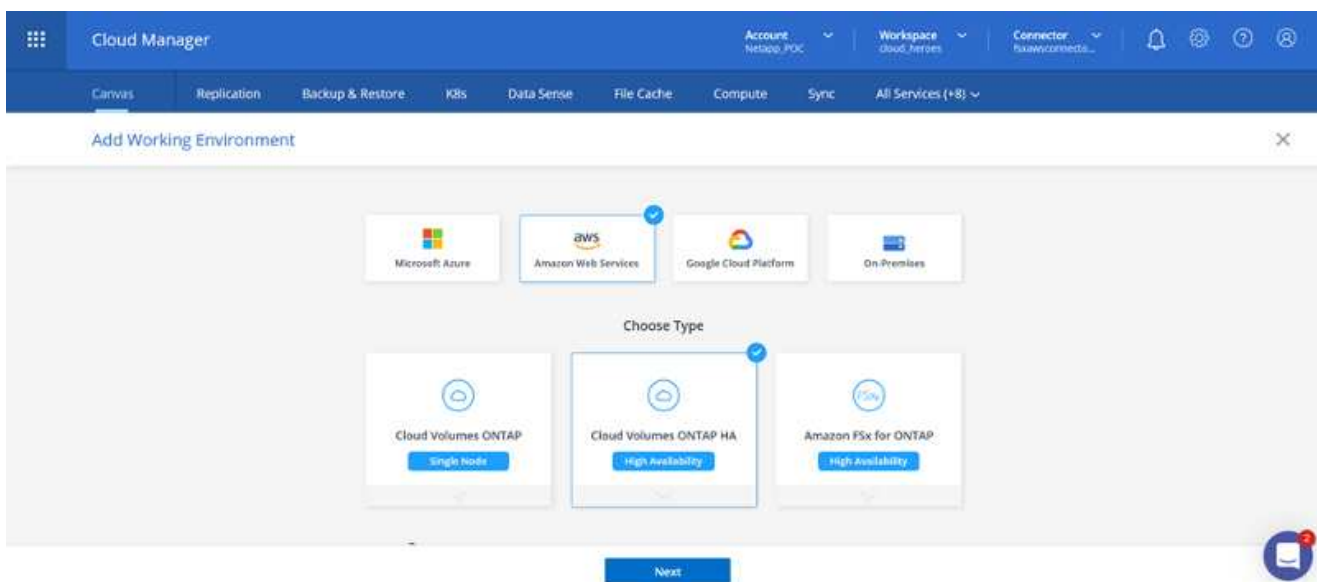 Cloud Manager
Account
Netapp_POC
Workspace
cloud_heroes
Connector
Canvas
Replication
Backup & Restore
K8s
Data Sense
File Cache
Compute
Sync
All Services (+8)
Add Working Environment
Microsoft Azure
aws
Amazon Web Services
Google Cloud Platform
On-Premises
Choose Type
Cloud Volumes ONTAP
Single Node
Cloud Volumes ONTAP HA
High Availability
FSxN
Amazon FSx for ONTAP
High Availability
Next
2